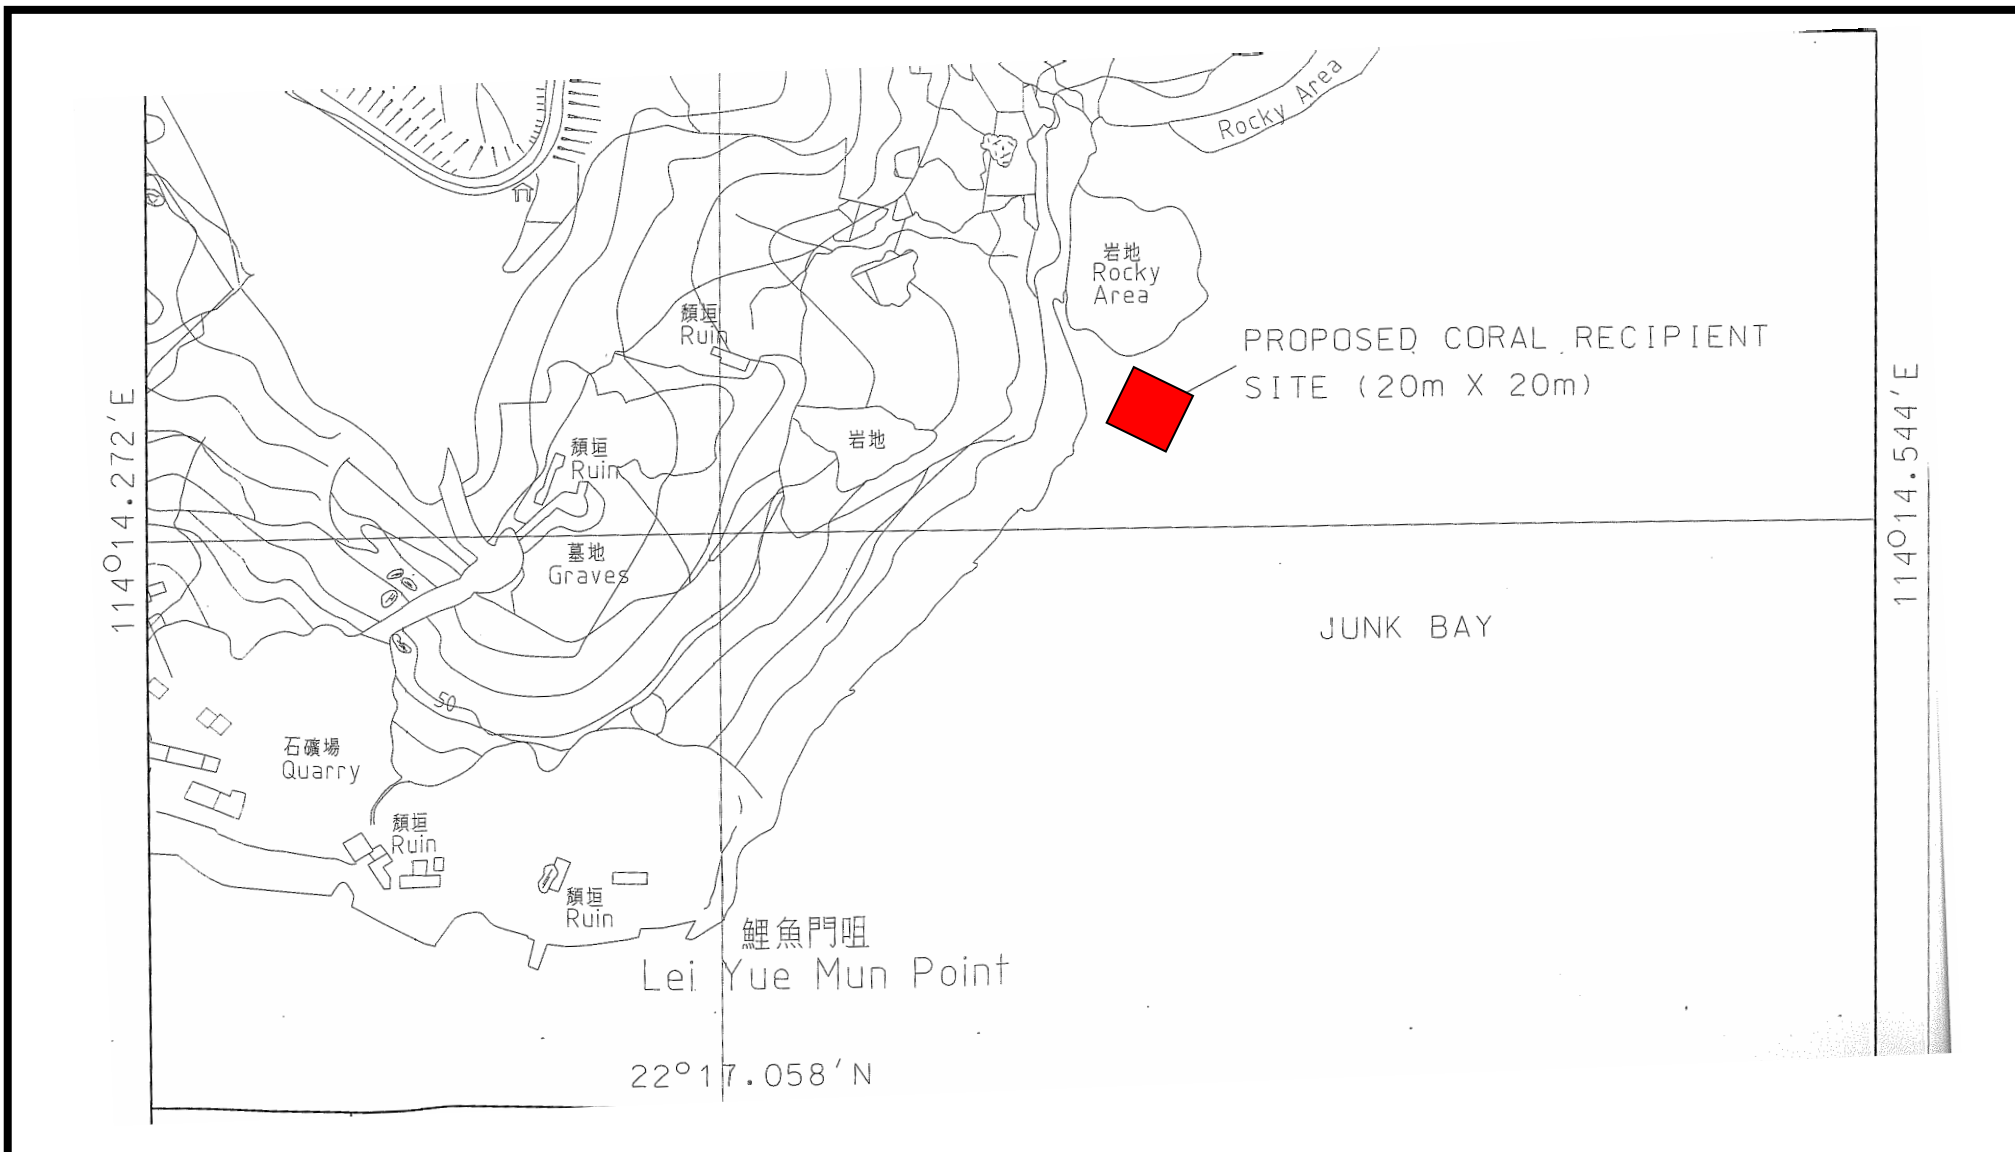 Rocky Area
岩地
Rocky
Area
頹垣
Ruin
PROPOSED CORAL RECIPIENT
SITE (20m X 20m)
114°14.272'E
114°14.544'E
岩地
頹垣
Ruin
墓地
Graves
JUNK BAY
50
石礦場
Quarry
頹垣
Ruin
頹垣
Ruin
鯉魚門咀
Lei Yue Mun Point
22°17.058'N